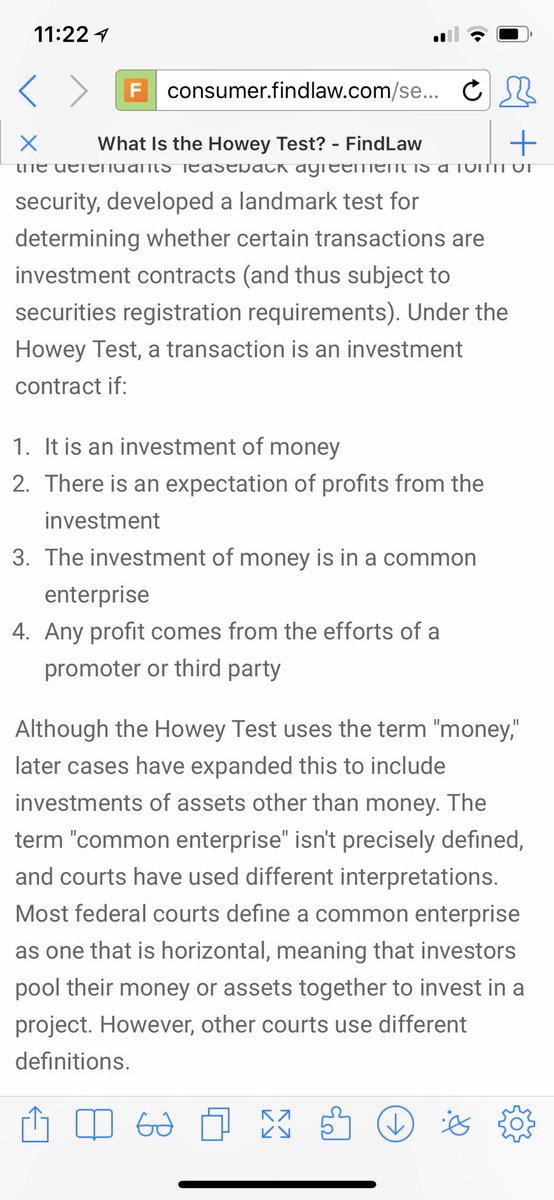 11:22
F consumer.findlaw.com/se...
What Is the Howey Test? - FindLaw
the defendants' leaseback agreement is a form of
security, developed a landmark test for
determining whether certain transactions are
investment contracts (and thus subject to
securities registration requirements). Under the
Howey Test, a transaction is an investment
contract if:
1. It is an investment of money
2. There is an expectation of profits from the
investment
3. The investment of money is in a common
enterprise
4. Any profit comes from the efforts of a
promoter or third party
Although the Howey Test uses the term "money,"
later cases have expanded this to include
investments of assets other than money. The
term "common enterprise" isn't precisely defined,
and courts have used different interpretations.
Most federal courts define a common enterprise
as one that is horizontal, meaning that investors
pool their money or assets together to invest in a
project. However, other courts use different
definitions.